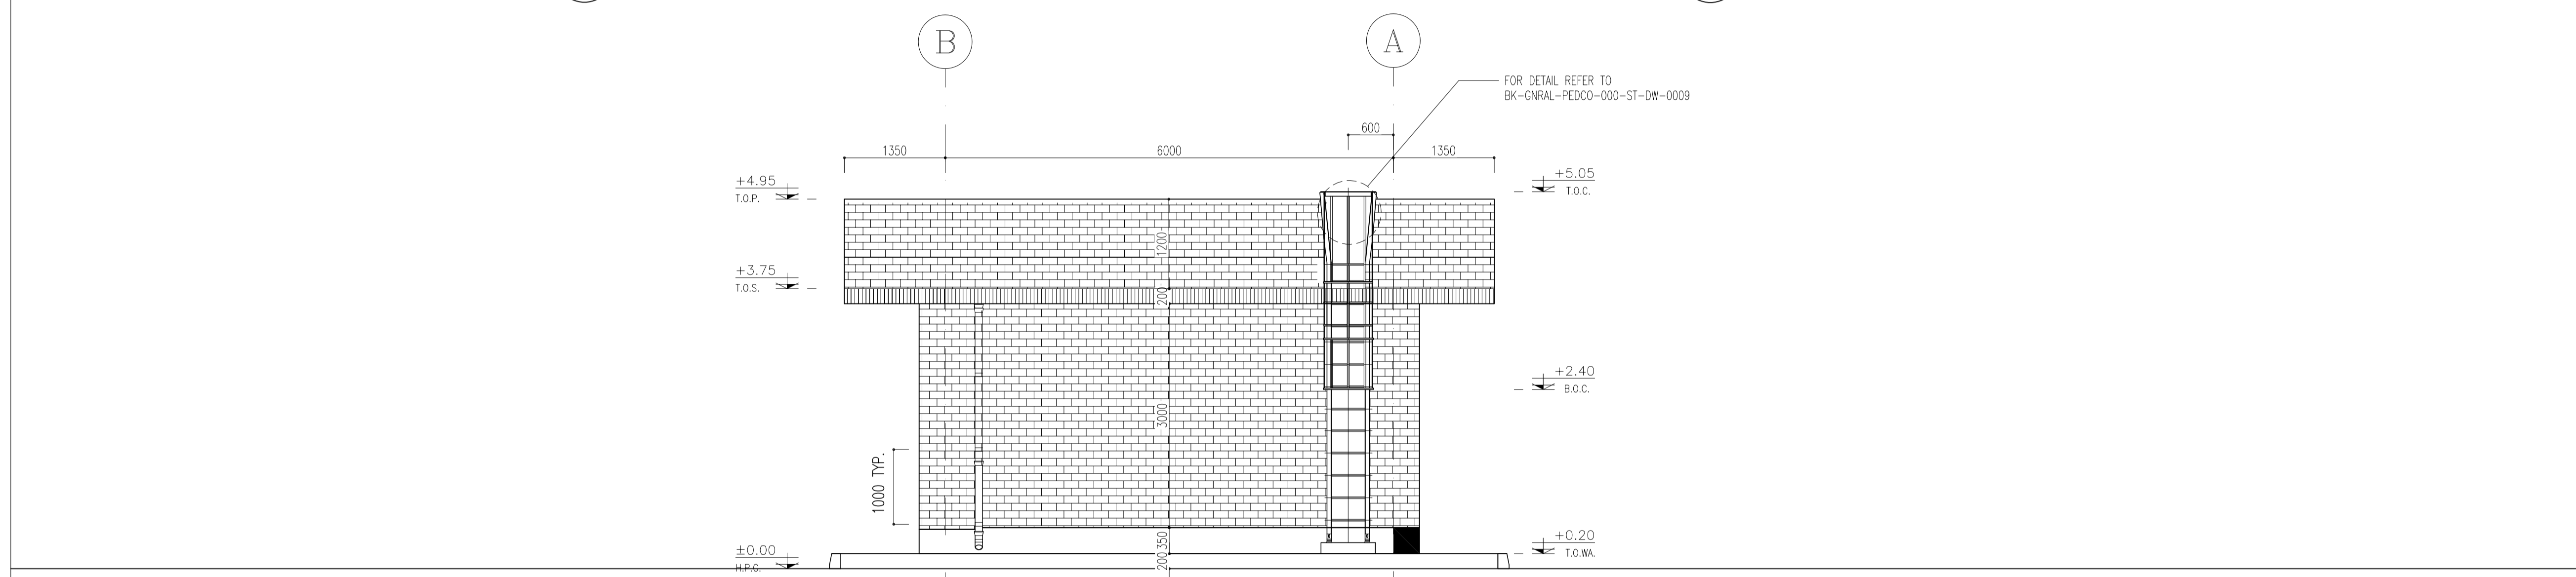 B
A
FOR DETAIL REFER TO
BK-GNRAL-PEDCO-000-ST-DW-0009
600
1350
6000
1350
+4.95
T.O.P.
+5.05
T.O.C.
1200
+3.75
T.O.S.
200
+2.40
B.O.C.
3000
1000 TYP.
350
+0.20
T.O.WA.
±0.00
H.P.G.
200